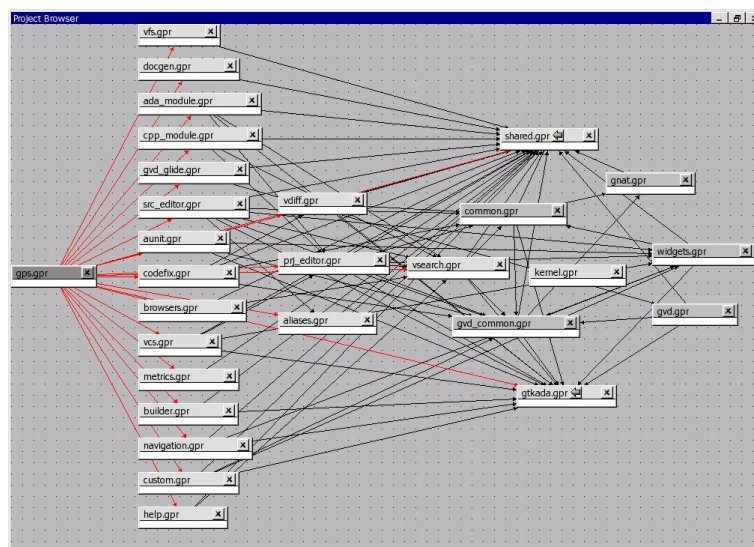 Project Browser
vfs.gpr
docgen.gpr
ada_module.gpr
cpp_module.gpr
shared.gpr
gvd_glide.gpr
gnat.gpr
src_editor.gpr
vdiff.gpr
common.gpr
aunit.gpr
widgets.gpr
gps.gpr
codefix.gpr
prj_editor.gpr
vsearch.gpr
kernel.gpr
browsers.gpr
aliases.gpr
gvd_common.gpr
gvd.gpr
vcs.gpr
metrics.gpr
gtkada.gpr
builder.gpr
navigation.gpr
custom.gpr
help.gpr